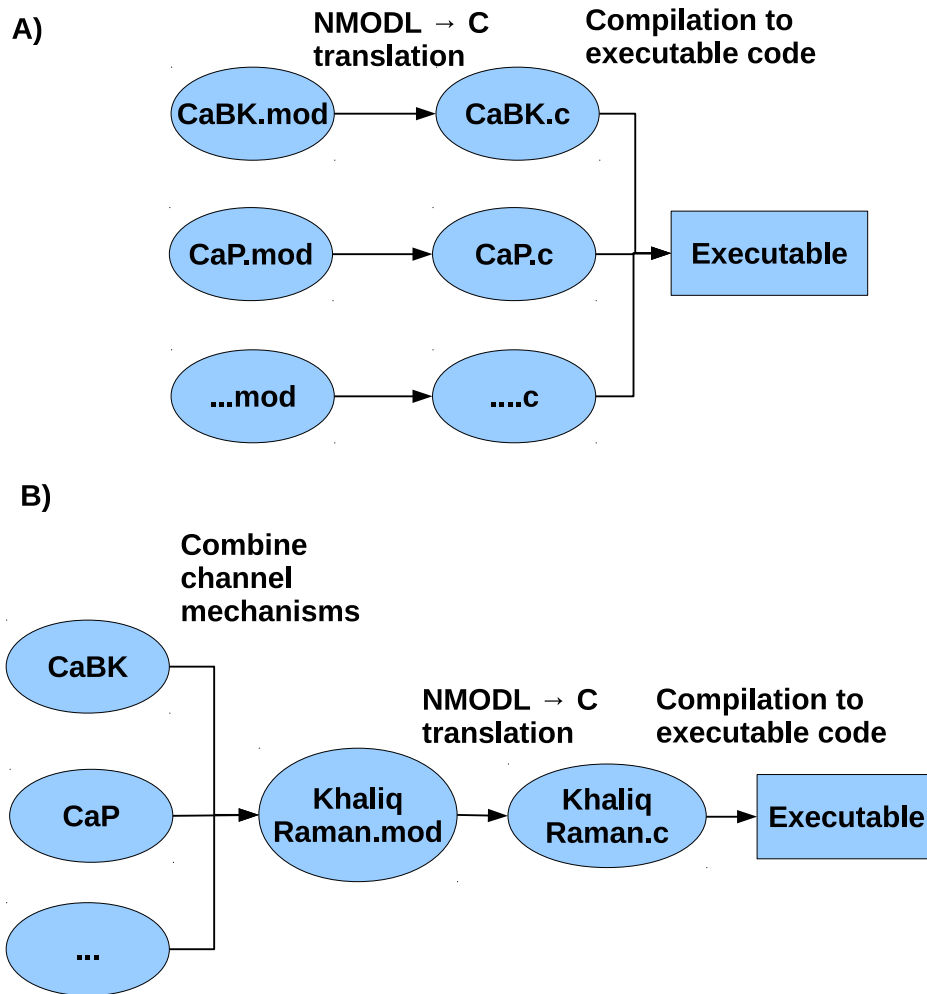 A)
NMODL → C
translation
Compilation to
executable code
CaBK.mod
CaBK.c
CaP.mod
CaP.c
Executable
...mod
....c
B)
Combine
channel
mechanisms
CaBK
NMODL → C
translation
Compilation to
executable code
CaP
Khaliq
Raman.mod
Khaliq
Raman.c
Executable
...